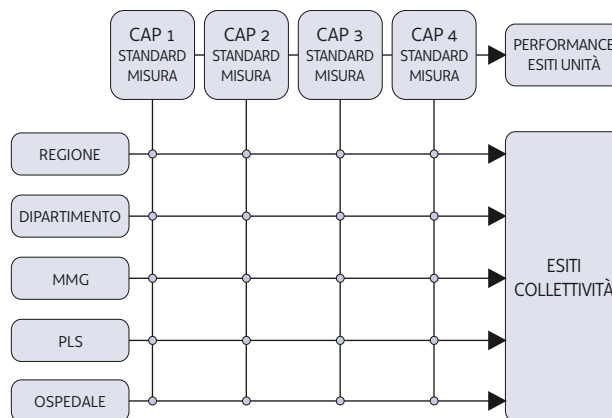 CAP 1
STANDARD
MISURA
CAP 2
STANDARD
MISURA
CAP 3
STANDARD
MISURA
CAP 4
STANDARD
MISURA
PERFORMANCE
ESITI UNITÀ
REGIONE
DIPARTIMENTO
MMG
PLS
OSPEDALE
ESITI
COLLETTIVITÀ